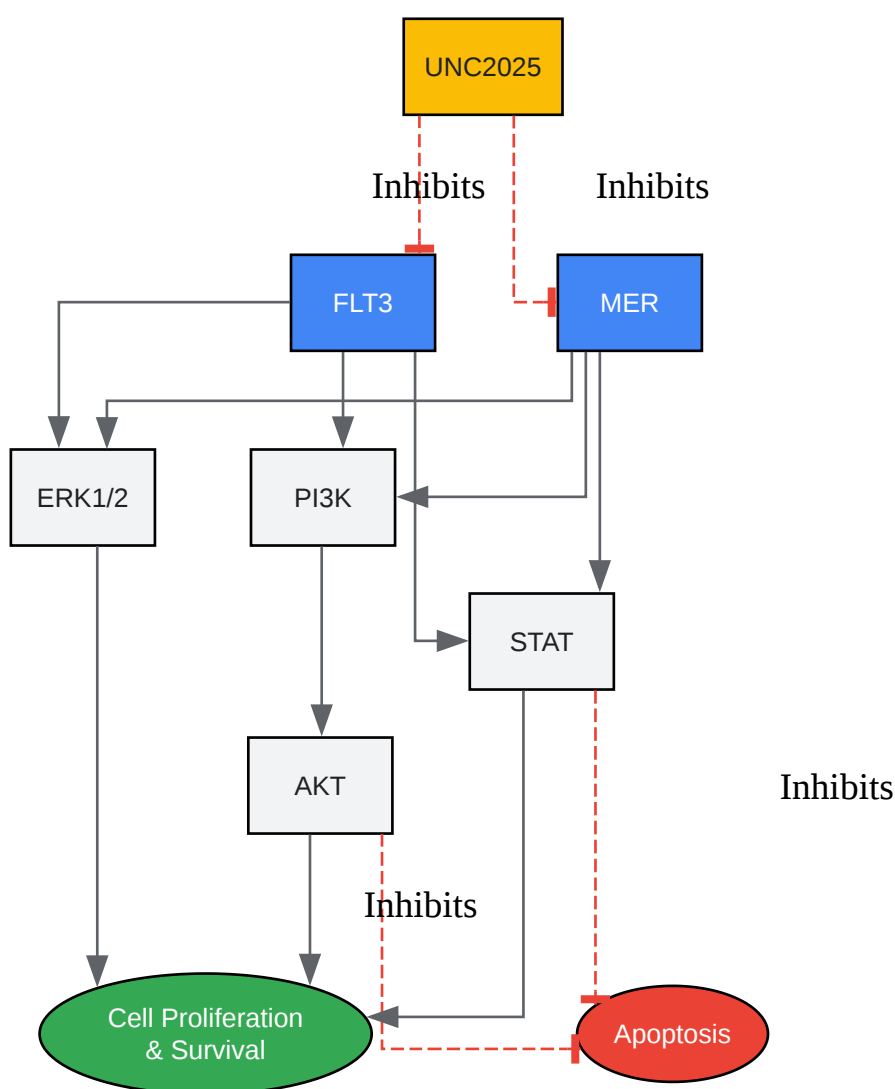 UNC2025
Inhibits
Inhibits
FLT3
MER
ERK1/2
PI3K
STAT
AKT
Inhibits
Inhibits
Cell Proliferation
& Survival
Apoptosis